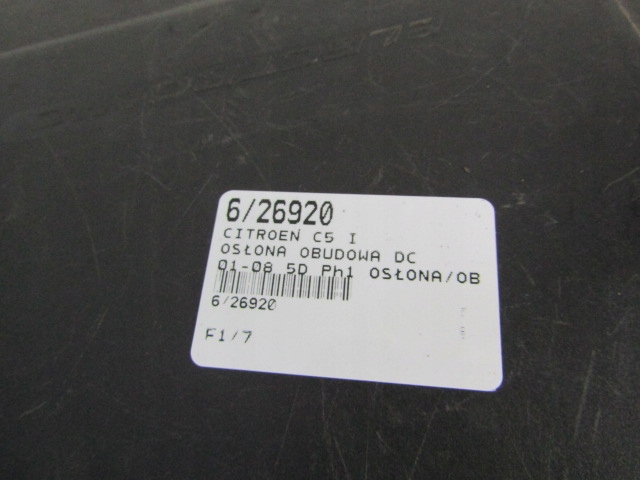 6/26920
CITROEN C5 I
OSŁONA OBUDOWA DC
01-08 5D Ph1 OSŁONA/OB
6/26920
F1/7